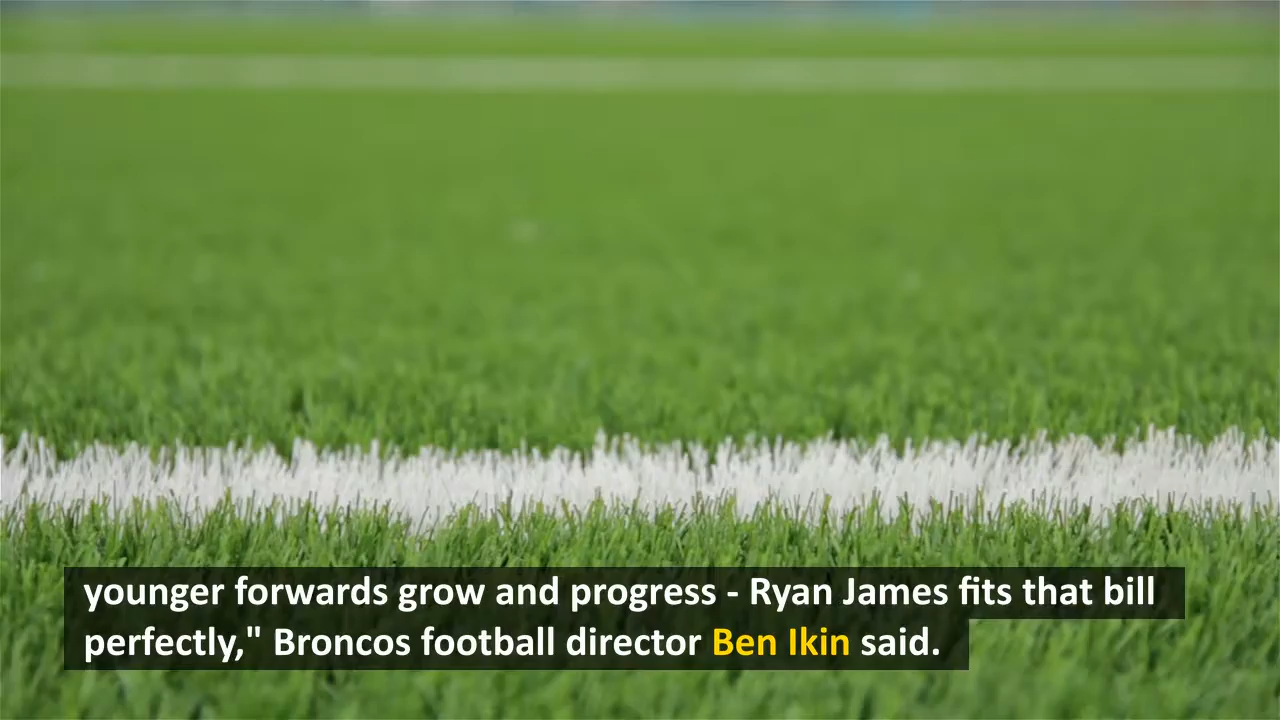 younger forwards grow and progress - Ryan James fits that bill
perfectly," Broncos football director Ben Ikin said.